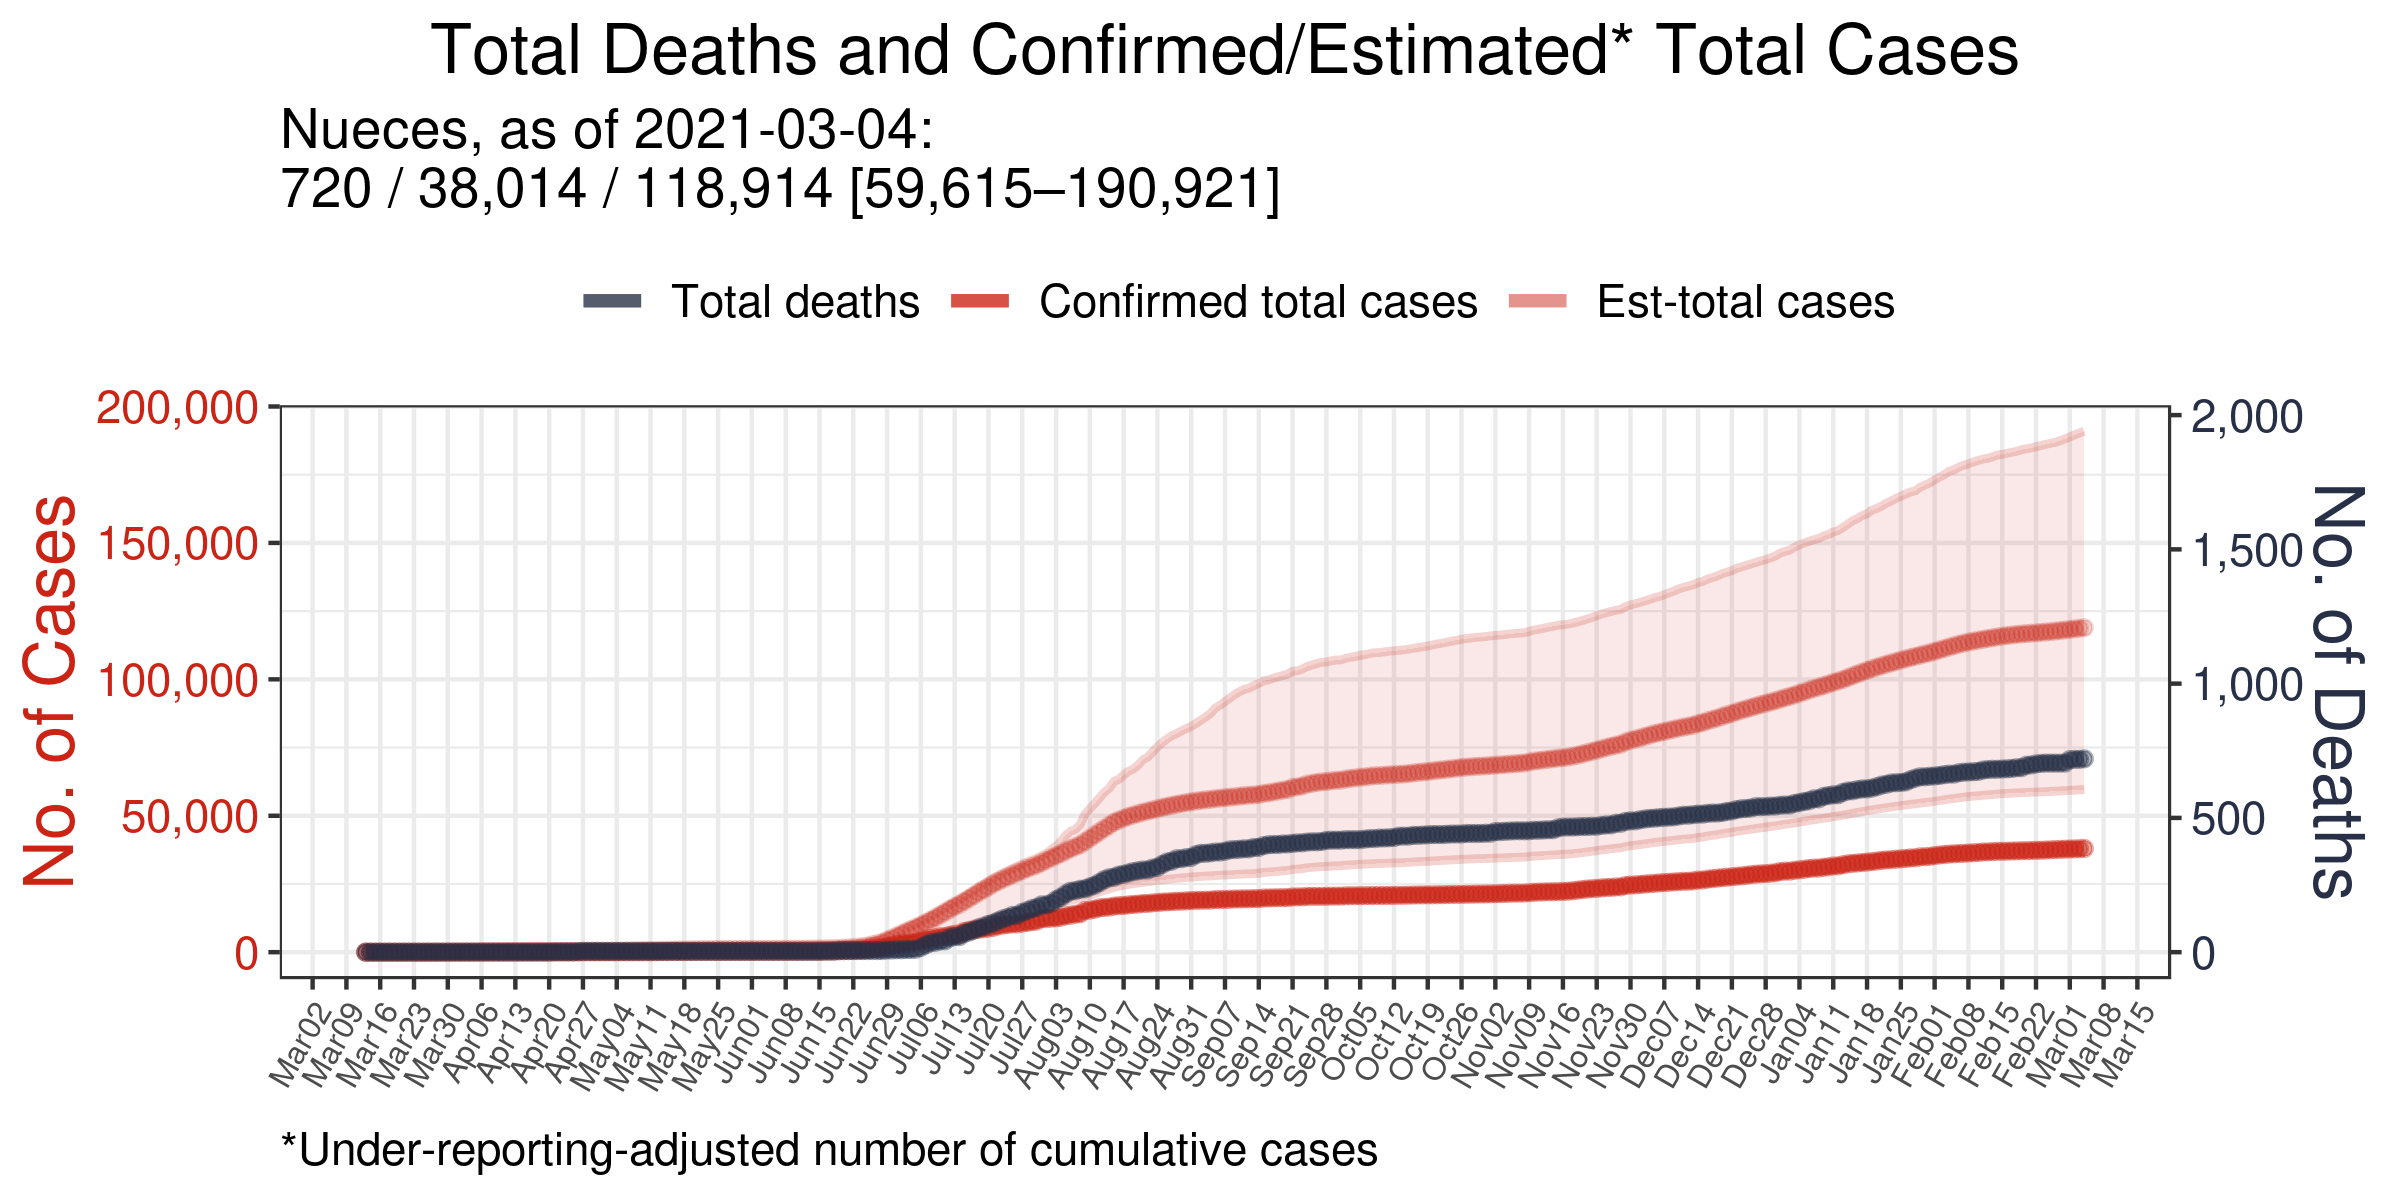 Total Deaths and Confirmed/Estimated* Total Cases
Nueces, as of 2021-03-04:
720 / 38,014 / 118,914 [59,615–190,921]
Total deaths
Confirmed total cases
Est-total cases
No. of Cases
200,000
150,000
100,000
50,000
0
2,000
1,500
1,000
500
0
No. of Deaths
Mar02
Mar09
Mar16
Mar23
Mar30
Apr06
Apr13
Apr20
Apr27
May04
May11
May18
May25
Jun01
Jun08
Jun15
Jun22
Jun29
Jul06
Jul13
Jul20
Jul27
Aug03
Aug10
Aug17
Aug24
Aug31
Sep07
Sep14
Sep21
Sep28
Oct05
Oct12
Oct19
Oct26
Nov02
Nov09
Nov16
Nov23
Nov30
Dec07
Dec14
Dec21
Dec28
Jan04
Jan11
Jan18
Jan25
Feb01
Feb08
Feb15
Feb22
Mar01
Mar08
Mar15
*Under-reporting-adjusted number of cumulative cases